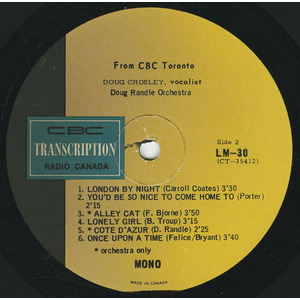 From CBC Toronto
DOUG CROSLEY, vocalist
Doug Randle Orchestra
CBC
TRANSCRIPTION
RADIO CANADA
Side 2
LM-30
(CT-35412)
1. LONDON BY NIGHT (Carroll Coates) 3'30
2. YOU'D BE SO NICE TO COME HOME TO (Porter)
2'15
3. * ALLEY CAT (F. Bjorne) 3'50
4. LONELY GIRL (B. Troup) 3'15
5. * COTE D'AZUR (D. Randle) 2'25
6. ONCE UPON A TIME (Felice/Bryant) 3'40
* orchestra only
MONO
MADE IN CANADA